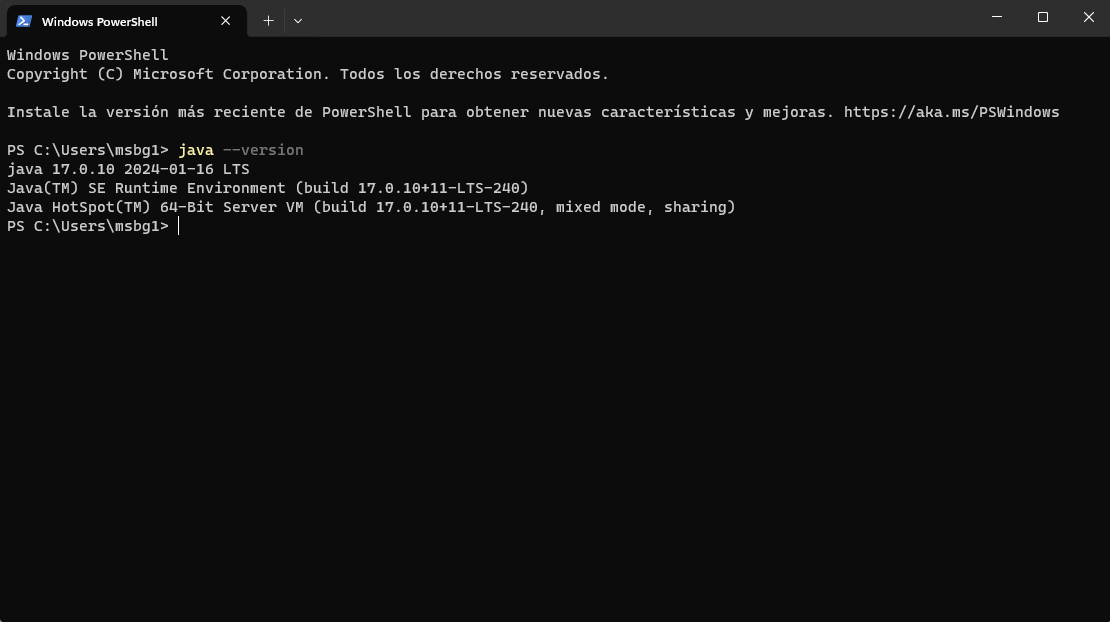 Windows PowerShell
Windows PowerShell
Copyright (C) Microsoft Corporation. Todos los derechos reservados.
Instale la versión más reciente de PowerShell para obtener nuevas características y mejoras. https://aka.ms/PSWindows
PS C:\Users\msbg1> java --version
java 17.0.10 2024-01-16 LTS
Java(TM) SE Runtime Environment (build 17.0.10+11-LTS-240)
Java HotSpot(TM) 64-Bit Server VM (build 17.0.10+11-LTS-240, mixed mode, sharing)
PS C:\Users\msbg1>